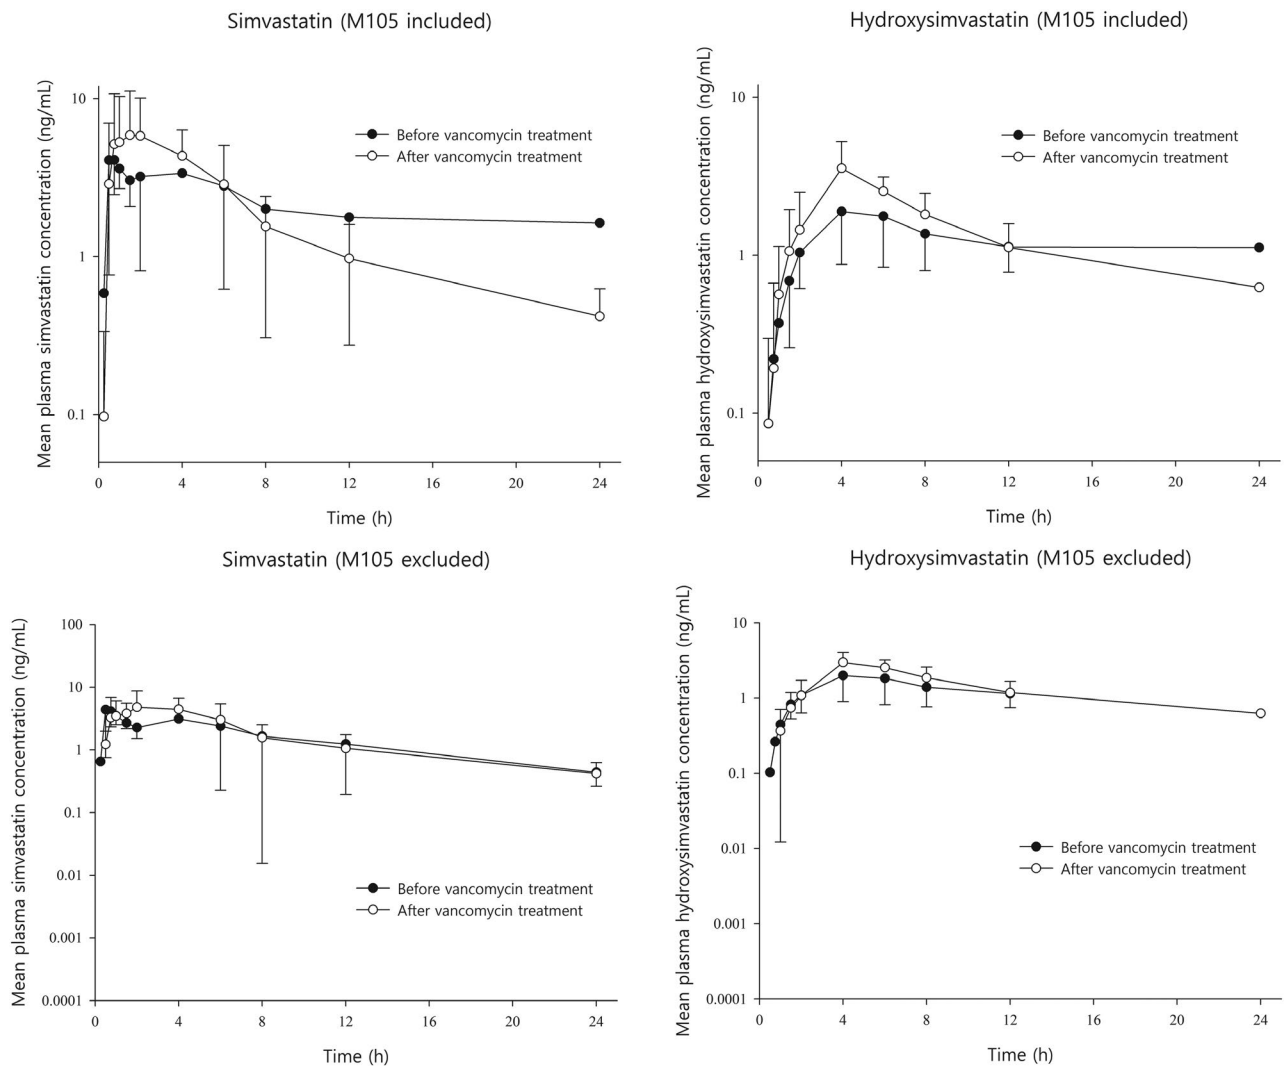 Simvastatin (M105 included)
Mean plasma simvastatin concentration (ng/mL)
10
1
0.1
Before vancomycin treatment
After vancomycin treatment
0 4 8 12 16 20 24
Time (h)
Hydroxysimvastatin (M105 included)
Mean plasma hydroxysimvastatin concentration (ng/mL)
10
1
0.1
Before vancomycin treatment
After vancomycin treatment
0 4 8 12 16 20 24
Time (h)
Simvastatin (M105 excluded)
Mean plasma simvastatin concentration (ng/mL)
100
10
1
0.1
0.01
0.001
0.0001
Before vancomycin treatment
After vancomycin treatment
0 4 8 12 16 20 24
Time (h)
Hydroxysimvastatin (M105 excluded)
Mean plasma hydroxysimvastatin concentration (ng/mL)
10
1
0.1
0.01
0.001
0.0001
Before vancomycin treatment
After vancomycin treatment
0 4 8 12 16 20 24
Time (h)